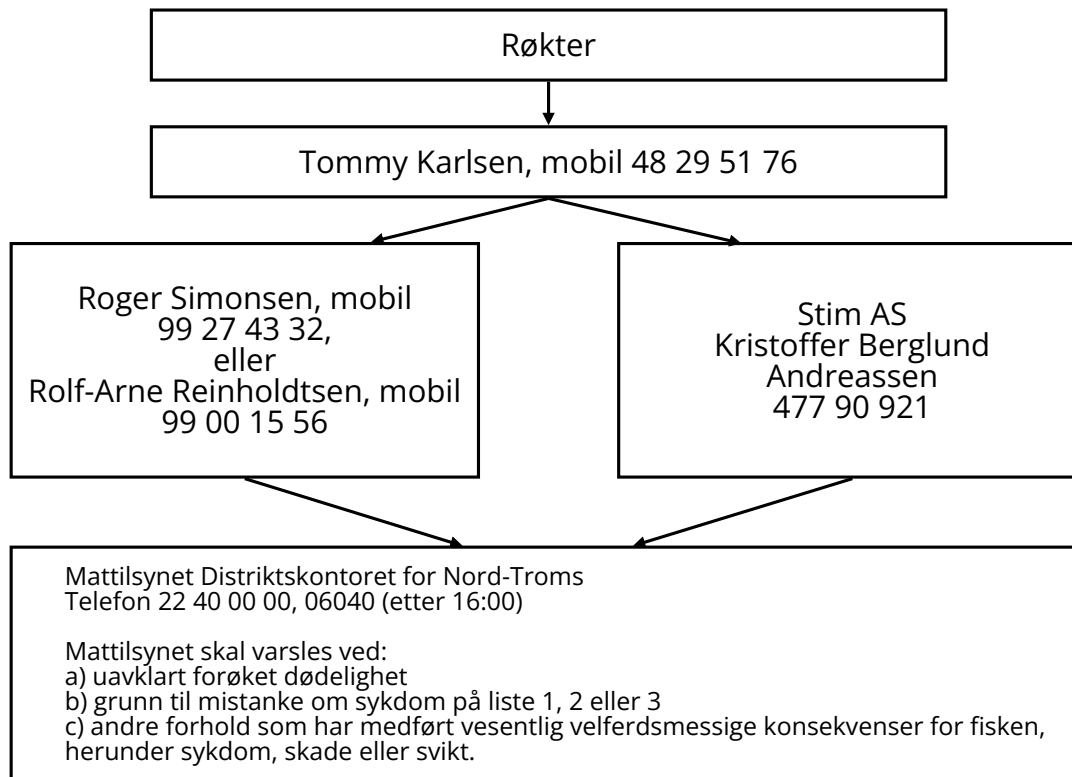 Røkter
Tommy Karlsen, mobil 48 29 51 76
Roger Simonsen, mobil
99 27 43 32,
eller
Rolf-Arne Reinholdtsen, mobil
99 00 15 56
Stim AS
Kristoffer Berglund
Andreassen
477 90 921
Mattilsynet Distriktskontoret for Nord-Troms
Telefon 22 40 00 00, 06040 (etter 16:00)
Mattilsynet skal varsles ved:
a) uavklart forøket dødelighet
b) grunn til mistanke om sykdom på liste 1, 2 eller 3
c) andre forhold som har medført vesentlig velferdsmessige konsekvenser for fisken,
herunder sykdom, skade eller svikt.